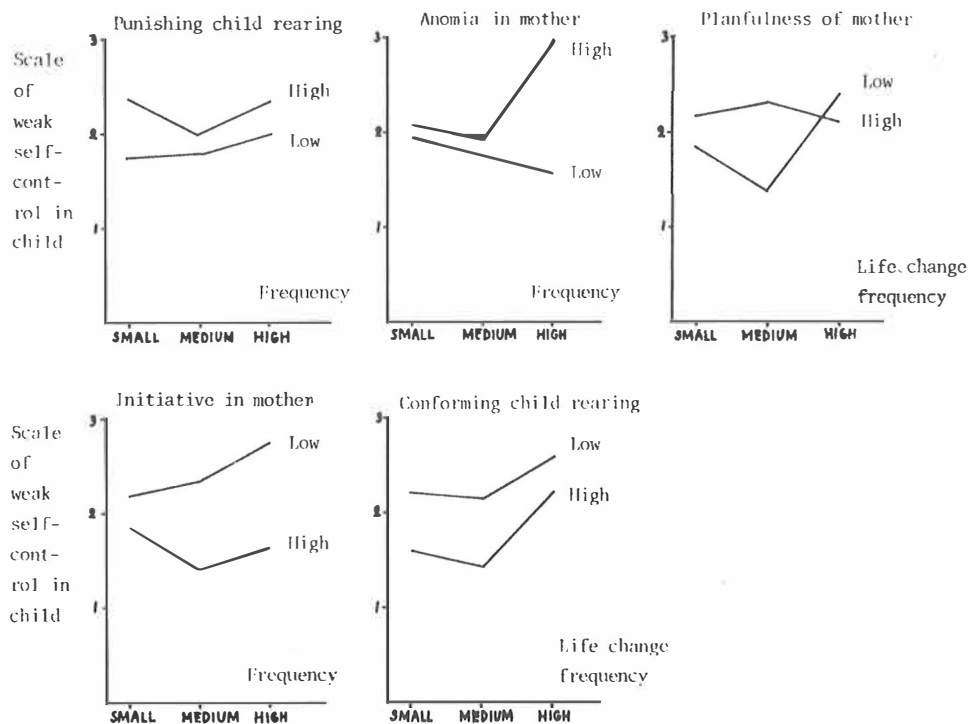 Punishing child rearing
Scale
of
weak
self-
cont-
rol in
child
3
2
1
High
Low
Frequency
SMALL MEDIUM HIGH
Anomia in mother
3
2
1
High
Low
Frequency
SMALL MEDIUM HIGH
Planfulness of mother
3
2
1
Low
High
Life change
frequency
SMALL MEDIUM HIGH
Initiative in mother
Scale
of
weak
self-
cont-
rol in
child
3
2
1
Low
High
Frequency
SMALL MEDIUM HIGH
Conforming child rearing
3
2
1
Low
High
Life change
frequency
SMALL MEDIUM HIGH